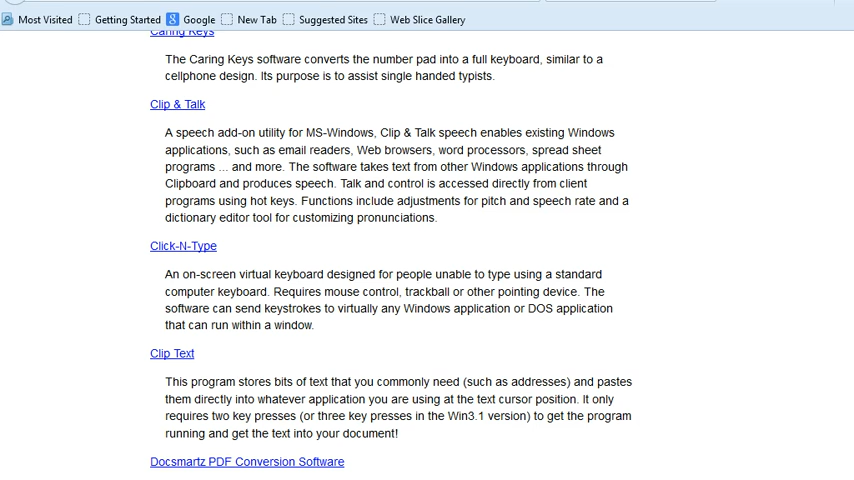 Most Visited Getting Started Google New Tab Suggested Sites Web Slice Gallery
Caring Keys
The Caring Keys software converts the number pad into a full keyboard, similar to a
cellphone design. Its purpose is to assist single handed typists.
Clip & Talk
A speech add-on utility for MS-Windows, Clip & Talk speech enables existing Windows
applications, such as email readers, Web browsers, word processors, spread sheet
programs ... and more. The software takes text from other Windows applications through
Clipboard and produces speech. Talk and control is accessed directly from client
programs using hot keys. Functions include adjustments for pitch and speech rate and a
dictionary editor tool for customizing pronunciations.
Click-N-Type
An on-screen virtual keyboard designed for people unable to type using a standard
computer keyboard. Requires mouse control, trackball or other pointing device. The
software can send keystrokes to virtually any Windows application or DOS application
that can run within a window.
Clip Text
This program stores bits of text that you commonly need (such as addresses) and pastes
them directly into whatever application you are using at the text cursor position. It only
requires two key presses (or three key presses in the Win3.1 version) to get the program
running and get the text into your document!
Docsmartz PDF Conversion Software